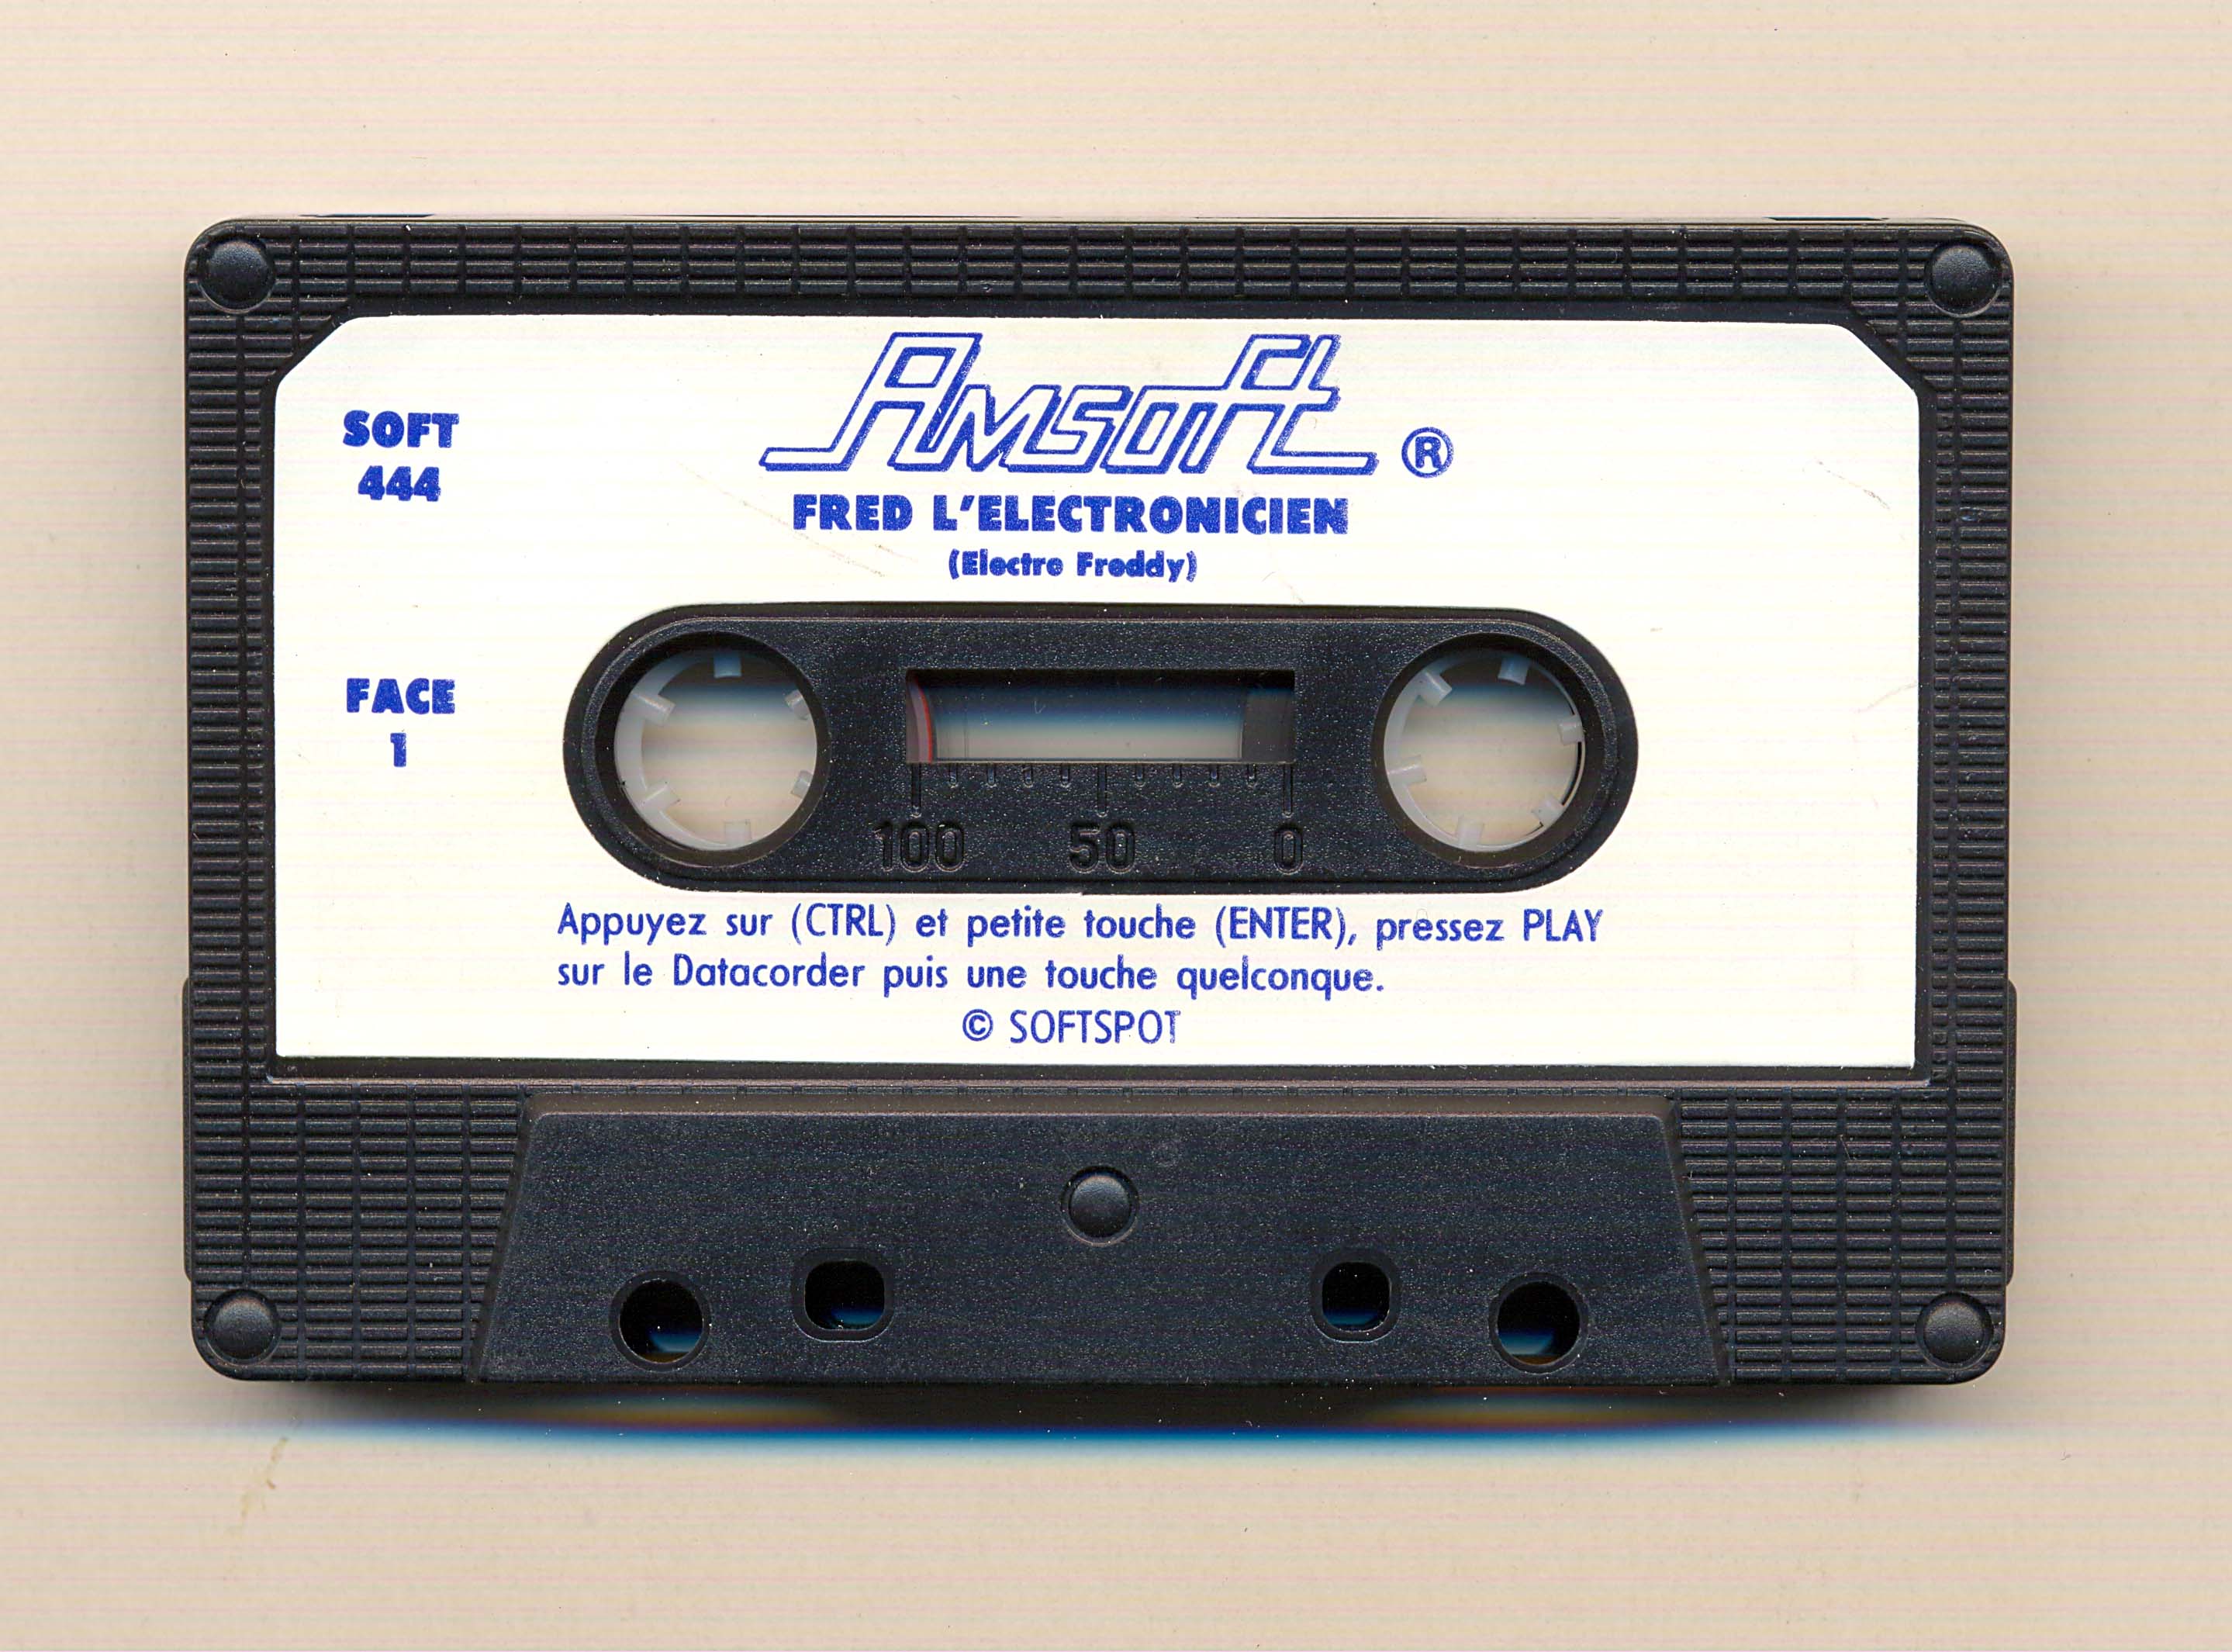 Amsoft ®
SOFT
444
FRED L'ELECTRONICIEN
(Electro Freddy)
FACE
1
100 50 0
Appuyez sur (CTRL) et petite touche (ENTER), pressez PLAY
sur le Datacorder puis une touche quelconque.
© SOFTSPOT